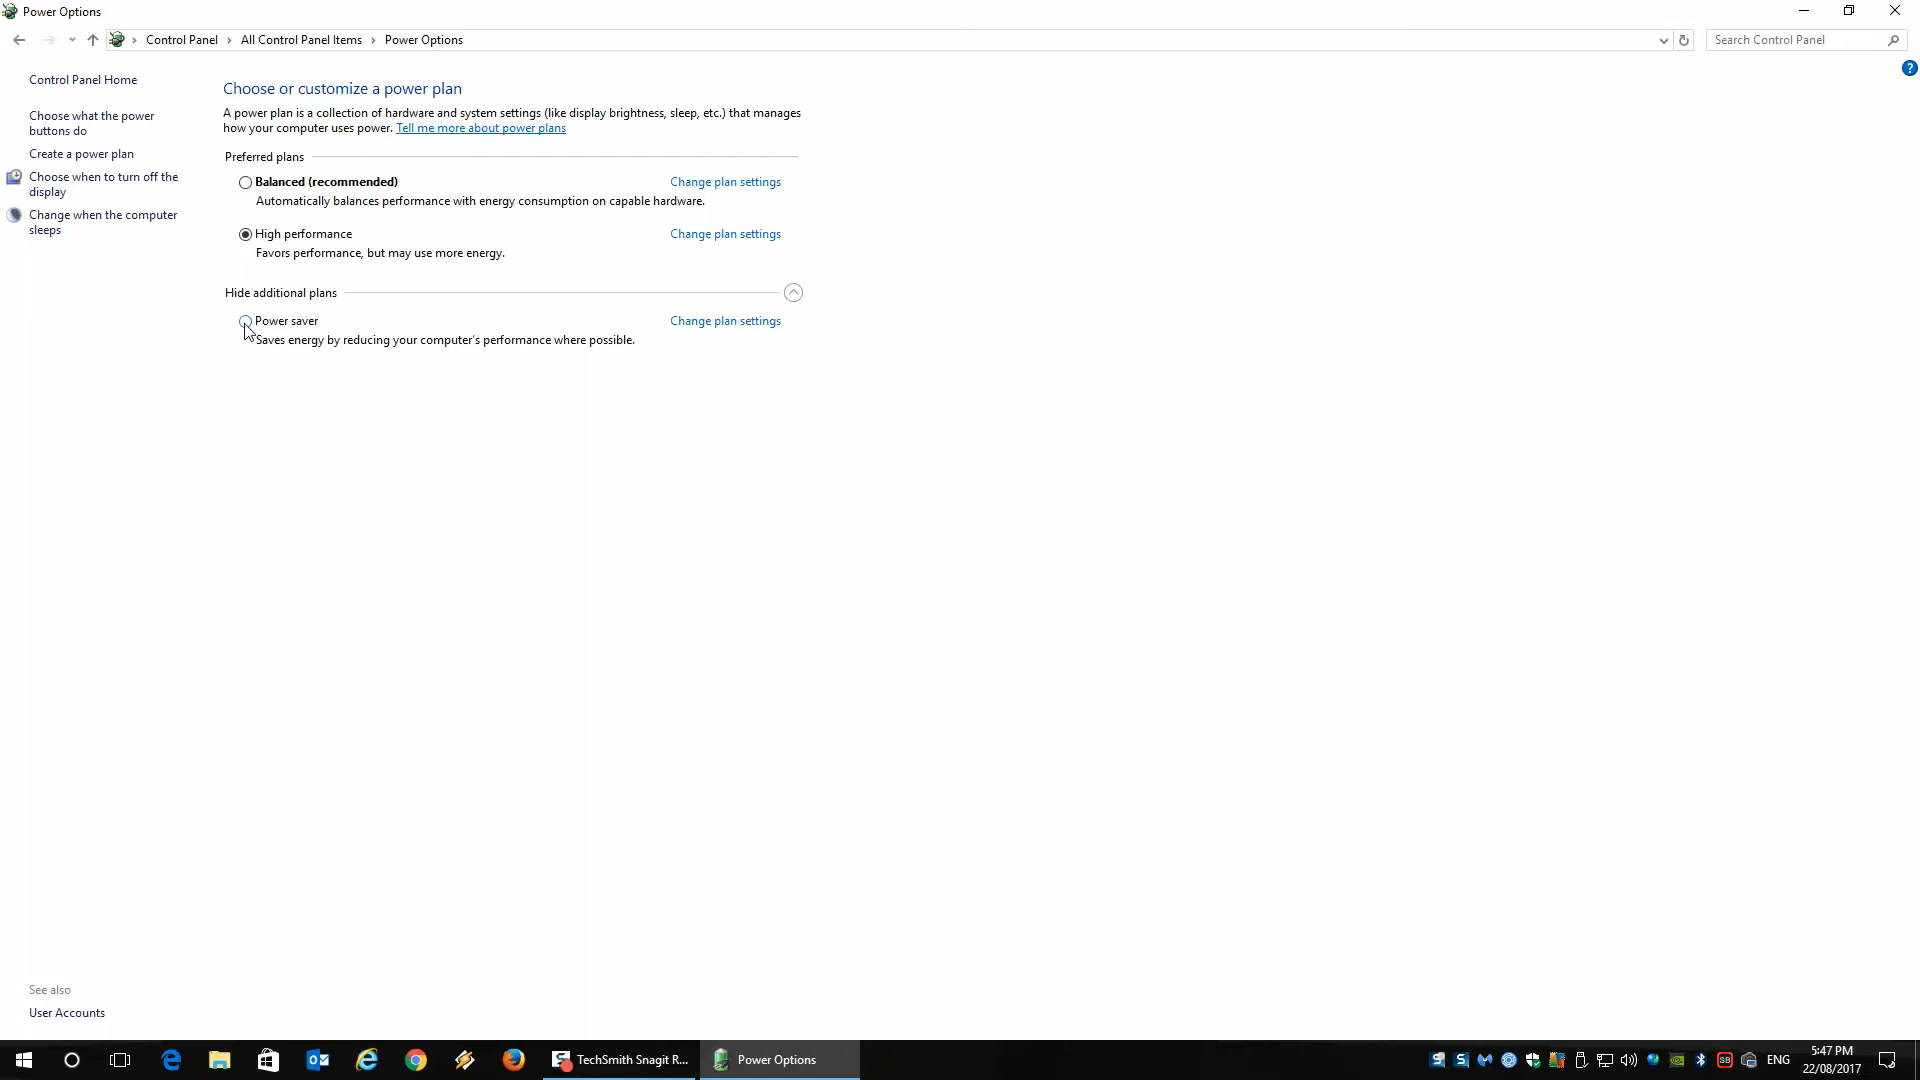 Power Options
Control Panel > All Control Panel Items > Power Options
Search Control Panel
Control Panel Home
Choose what the power
buttons do
Create a power plan
Choose when to turn off the
display
Change when the computer
sleeps
Choose or customize a power plan
A power plan is a collection of hardware and system settings (like display brightness, sleep, etc.) that manages
how your computer uses power. Tell me more about power plans
Preferred plans
Balanced (recommended) Change plan settings
Automatically balances performance with energy consumption on capable hardware.
High performance Change plan settings
Favors performance, but may use more energy.
Hide additional plans
Power saver Change plan settings
Saves energy by reducing your computer's performance where possible.
See also
User Accounts
TechSmith Snagit R...
Power Options
ENG
5:47 PM
22/08/2017